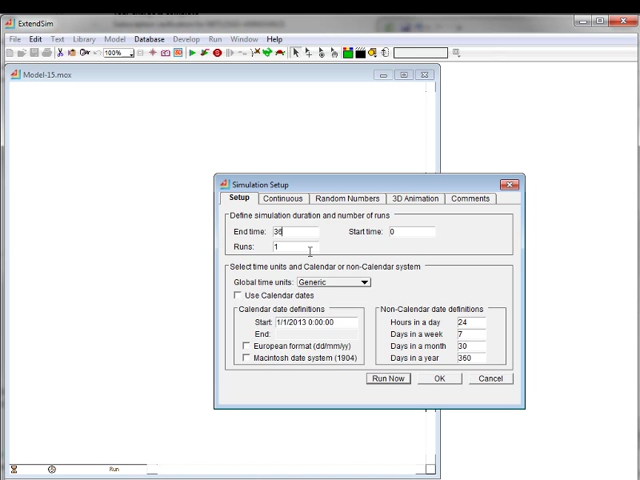 ExtendSim
File Edit Text Library Model Database Develop Run Window Help
100%
Model-15.mox
Simulation Setup
Setup Continuous Random Numbers 3D Animation Comments
Define simulation duration and number of runs
End time: 36 Start time: 0
Runs: 1
Select time units and Calendar or non-Calendar system
Global time units: Generic
Use Calendar dates
Calendar date definitions
Start: 1/1/2013 0:00:00
End:
European format (dd/mm/yy)
Macintosh date system (1904)
Non-Calendar date definitions
Hours in a day 24
Days in a week 7
Days in a month 30
Days in a year 360
Run Now OK Cancel
Run